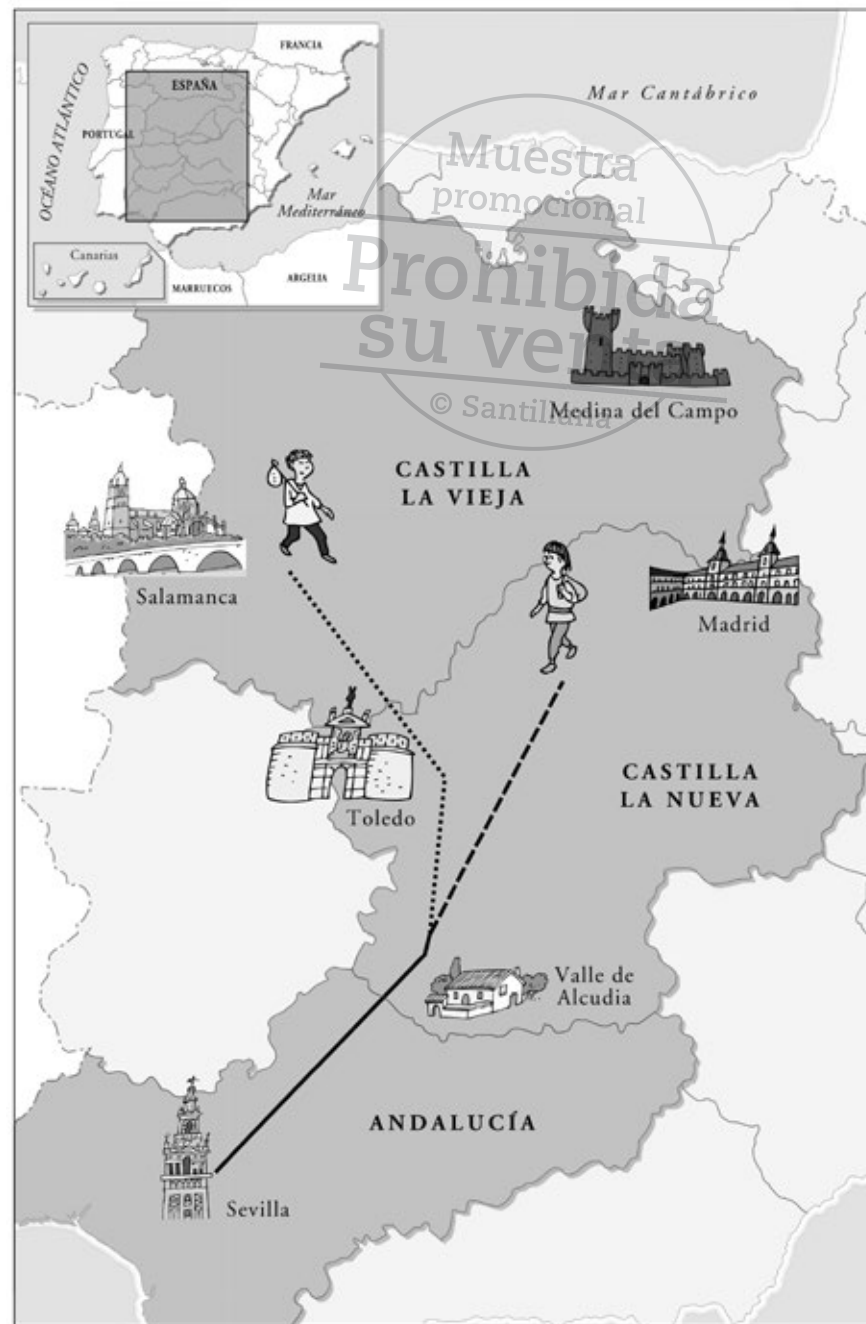 FRANCIA
ESPAÑA
OCÉANO ATLÁNTICO
PORTUGAL
Mar
Mediterráneo
Canarias
MARRUECOS
ARGELIA
Mar Cantábrico
Muestra
promocional
Prohibida
su venta
© Santillana
Medina del Campo
CASTILLA
LA VIEJA
Salamanca
Madrid
Toledo
CASTILLA
LA NUEVA
Valle de
Alcudia
ANDALUCÍA
Sevilla